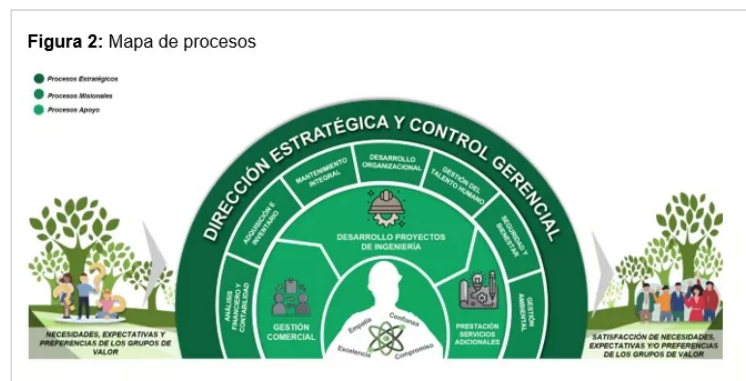 Figura 2: Mapa de procesos
Procesos Estratégicos
Procesos Misionales
Procesos Apoyo
DIRECCIÓN ESTRATÉGICA Y CONTROL GERENCIAL
ANÁLISIS
FINANCIERO Y
CONTABILIDAD
ADQUISICIÓN E
INVENTARIO
MANTENIMIENTO
INTEGRAL
DESARROLLO
ORGANIZACIONAL
GESTIÓN DEL
TALENTO HUMANO
SEGURIDAD Y
BIENESTAR
GESTIÓN
AMBIENTAL
DESARROLLO PROYECTOS
DE INGENIERÍA
GESTIÓN
COMERCIAL
PRESTACIÓN
SERVICIOS
ADICIONALES
Empatía
Confianza
Excelencia
Compromiso
NECESIDADES, EXPECTATIVAS Y
PREFERENCIAS DE LOS GRUPOS DE
VALOR
SATISFACCIÓN DE NECESIDADES,
EXPECTATIVAS Y/O PREFERENCIAS
DE LOS GRUPOS DE VALOR